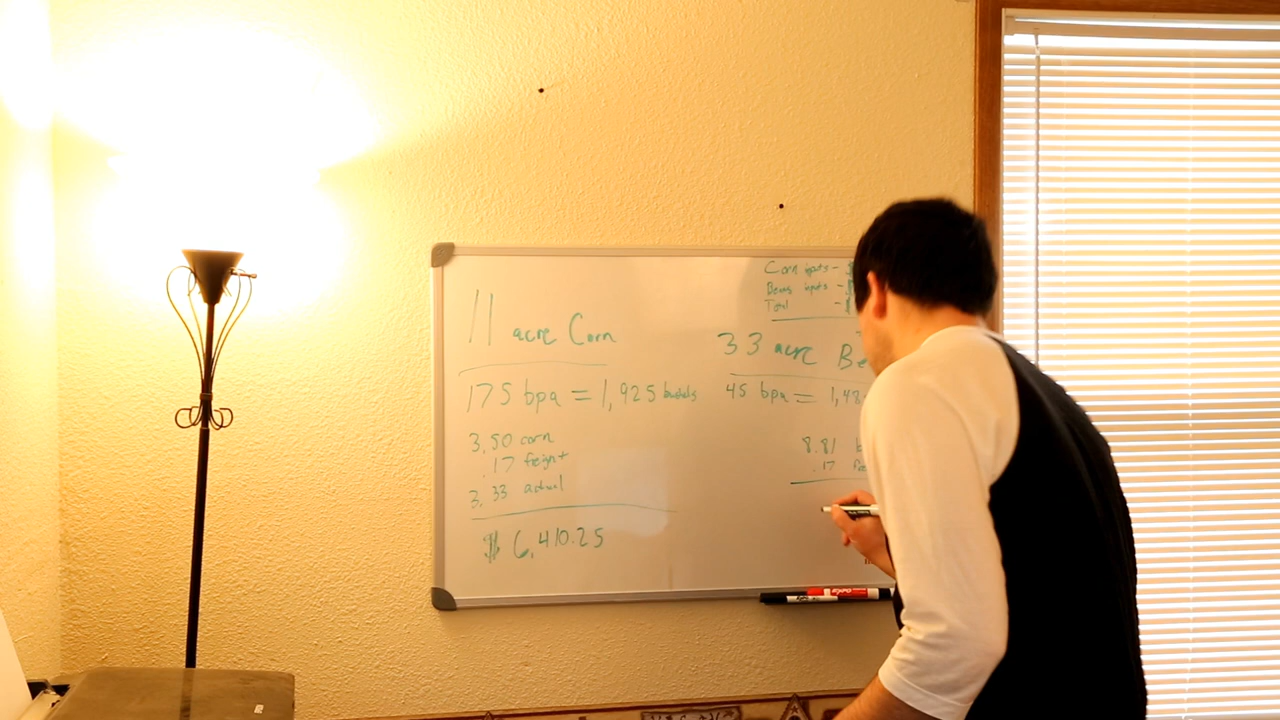 Corn inputs - $
Beans inputs - $
Total - $
11 acre Corn
175 bpa = 1,925 bushels
3.50 corn
.17 freight
3.33 actual
$ 6,410.25
33 acre Be
45 bpa = 1,48
8.81 b
.17